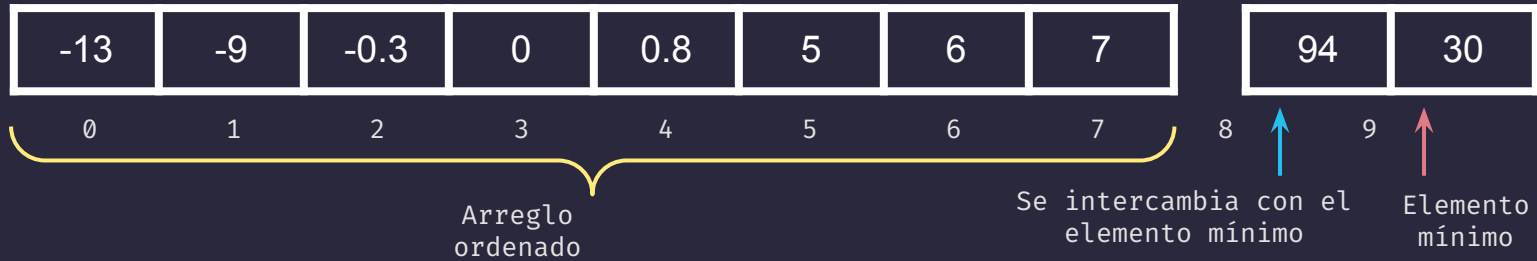 -13 -9 -0.3 0 0.8 5 6 7 94 30
0 1 2 3 4 5 6 7 8 9
Arreglo
ordenado
Se intercambia con el
elemento mínimo
Elemento
mínimo